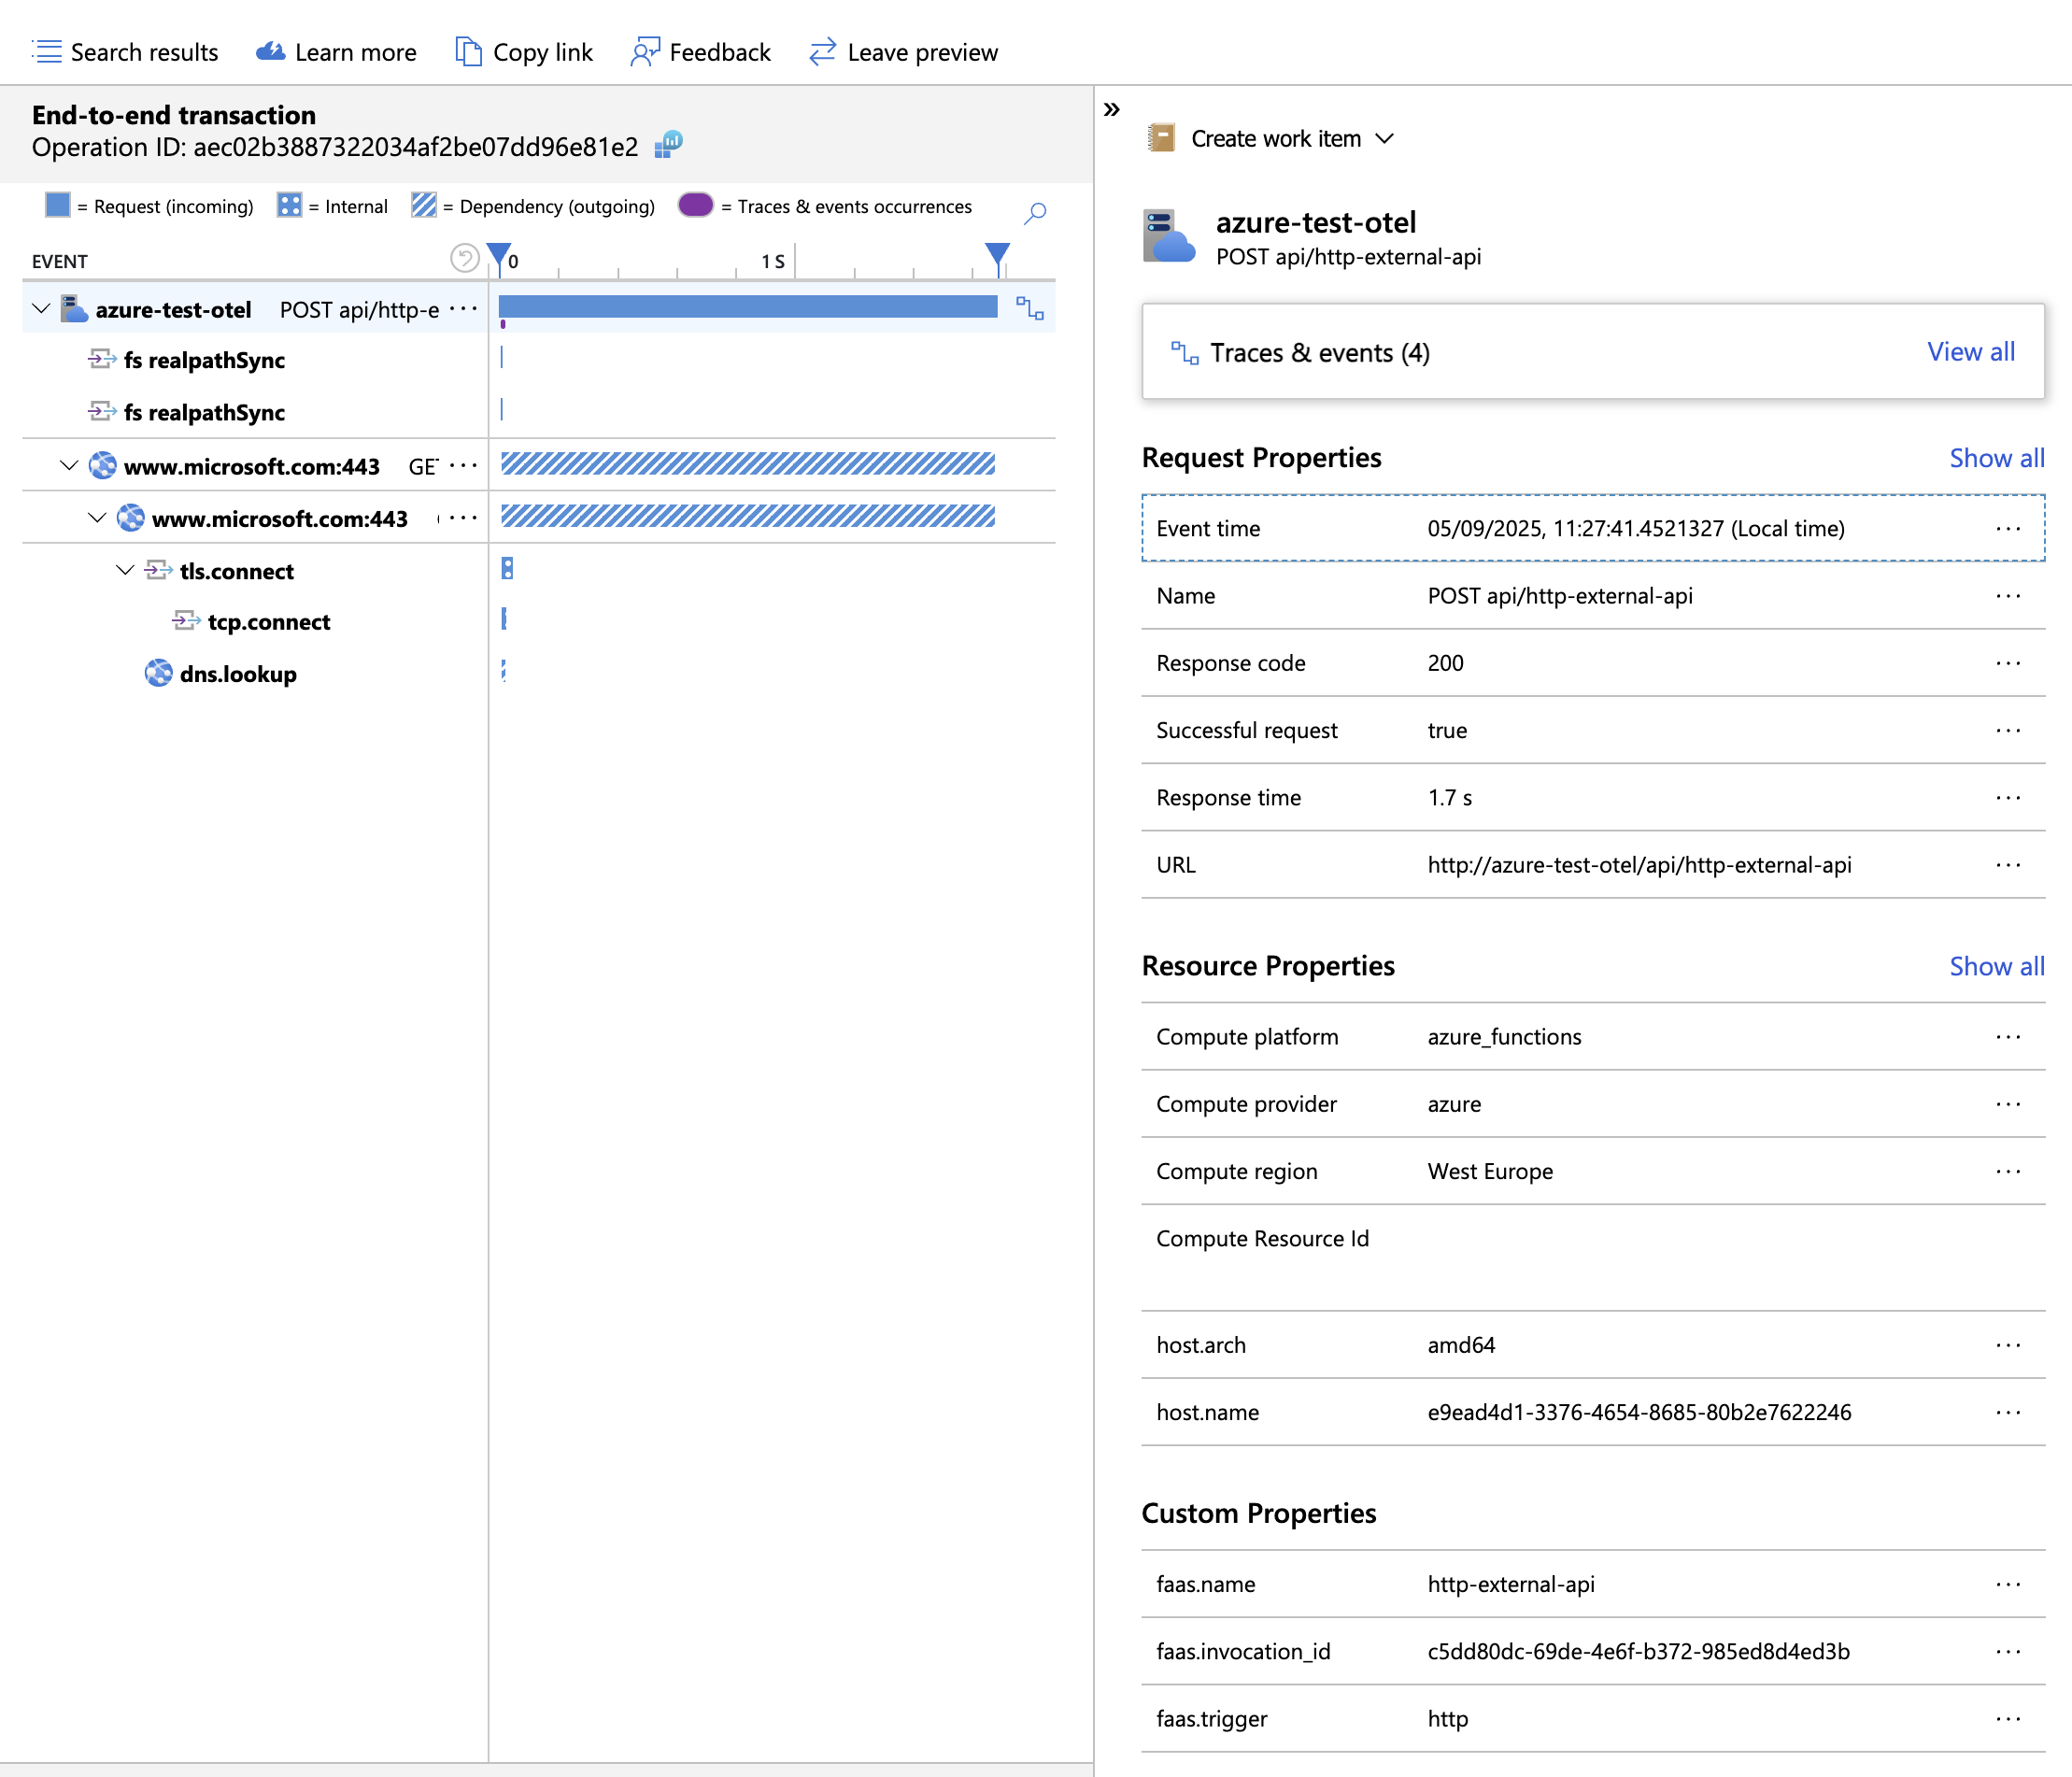 Search results
Learn more
Copy link
Feedback
Leave preview
End-to-end transaction
Operation ID: aec02b3887322034af2be07dd96e81e2
= Request (incoming)
= Internal
= Dependency (outgoing)
= Traces & events occurrences
EVENT
0
1 S
azure-test-otel POST api/http-e ···
fs realpathSync
fs realpathSync
www.microsoft.com:443 GET ···
www.microsoft.com:443 ···
tls.connect
tcp.connect
dns.lookup
»
Create work item
azure-test-otel
POST api/http-external-api
Traces & events (4)
View all
Request Properties
Show all
Event time 05/09/2025, 11:27:41.4521327 (Local time) ···
Name POST api/http-external-api ···
Response code 200 ···
Successful request true ···
Response time 1.7 s ···
URL http://azure-test-otel/api/http-external-api ···
Resource Properties
Show all
Compute platform azure_functions ···
Compute provider azure ···
Compute region West Europe ···
Compute Resource Id
host.arch amd64 ···
host.name e9ead4d1-3376-4654-8685-80b2e7622246 ···
Custom Properties
faas.name http-external-api ···
faas.invocation_id c5dd80dc-69de-4e6f-b372-985ed8d4ed3b ···
faas.trigger http ···